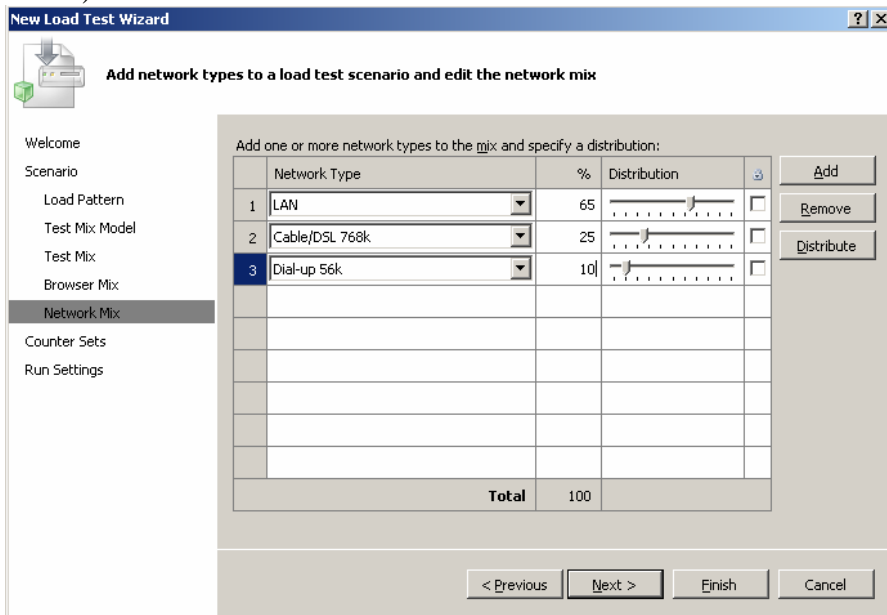 New Load Test Wizard
Add network types to a load test scenario and edit the network mix
Welcome
Scenario
Load Pattern
Test Mix Model
Test Mix
Browser Mix
Network Mix
Counter Sets
Run Settings
Add one or more network types to the mix and specify a distribution:
Network Type % Distribution
1 LAN 65
2 Cable/DSL 768k 25
3 Dial-up 56k 10
Total 100
Add
Remove
Distribute
< Previous Next > Finish Cancel